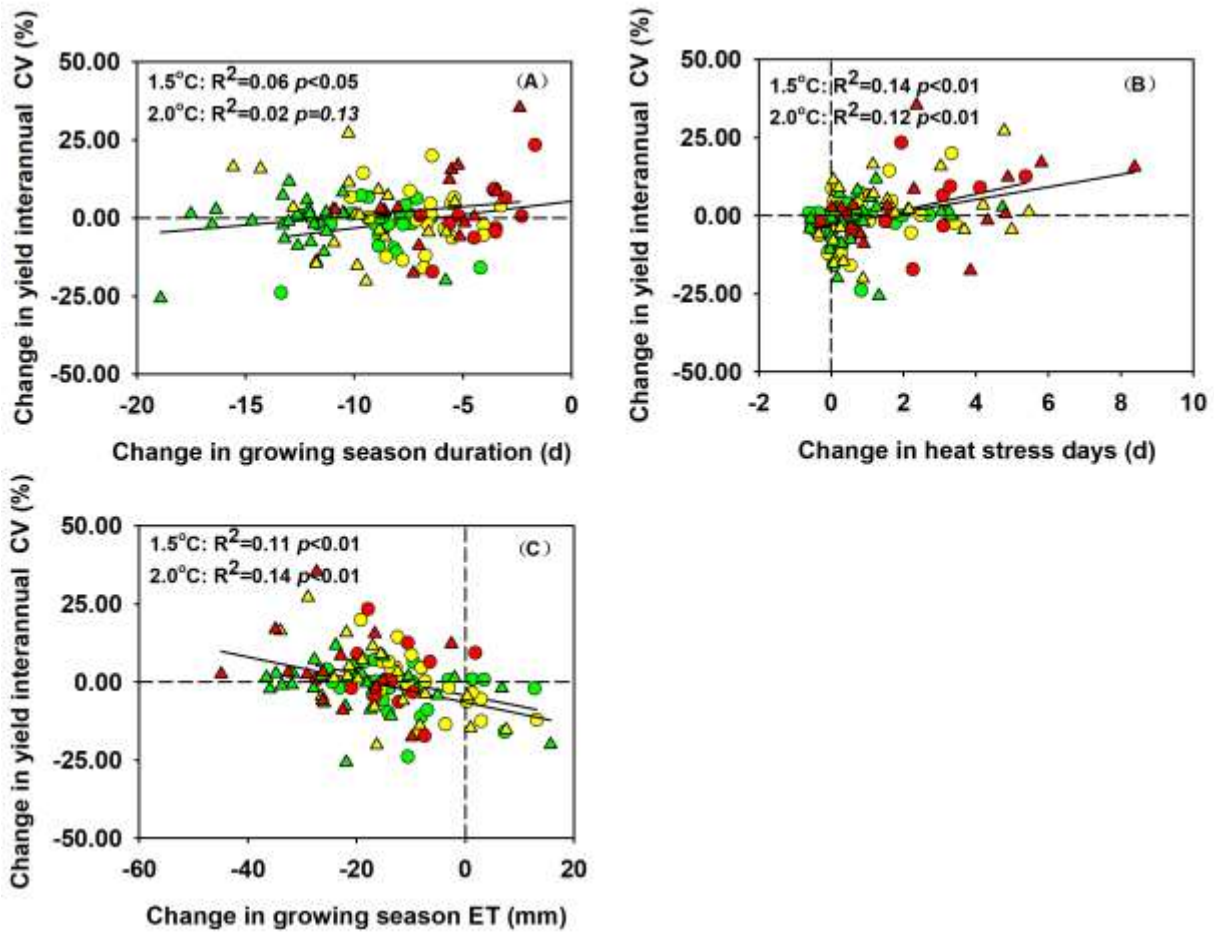 Change in yield interannual CV (%)
50.00
25.00
0.00
-25.00
-50.00
1.5°C: R²=0.06 p<0.05
2.0°C: R²=0.02 p=0.13
(A)
-20 -15 -10 -5 0
Change in growing season duration (d)
Change in yield interannual CV (%)
50.00
25.00
0.00
-25.00
-50.00
1.5°C: R²=0.14 p<0.01
2.0°C: R²=0.12 p<0.01
(B)
-2 0 2 4 6 8 10
Change in heat stress days (d)
Change in yield interannual CV (%)
50.00
25.00
0.00
-25.00
-50.00
1.5°C: R²=0.11 p<0.01
2.0°C: R²=0.14 p<0.01
(C)
-60 -40 -20 0 20
Change in growing season ET (mm)